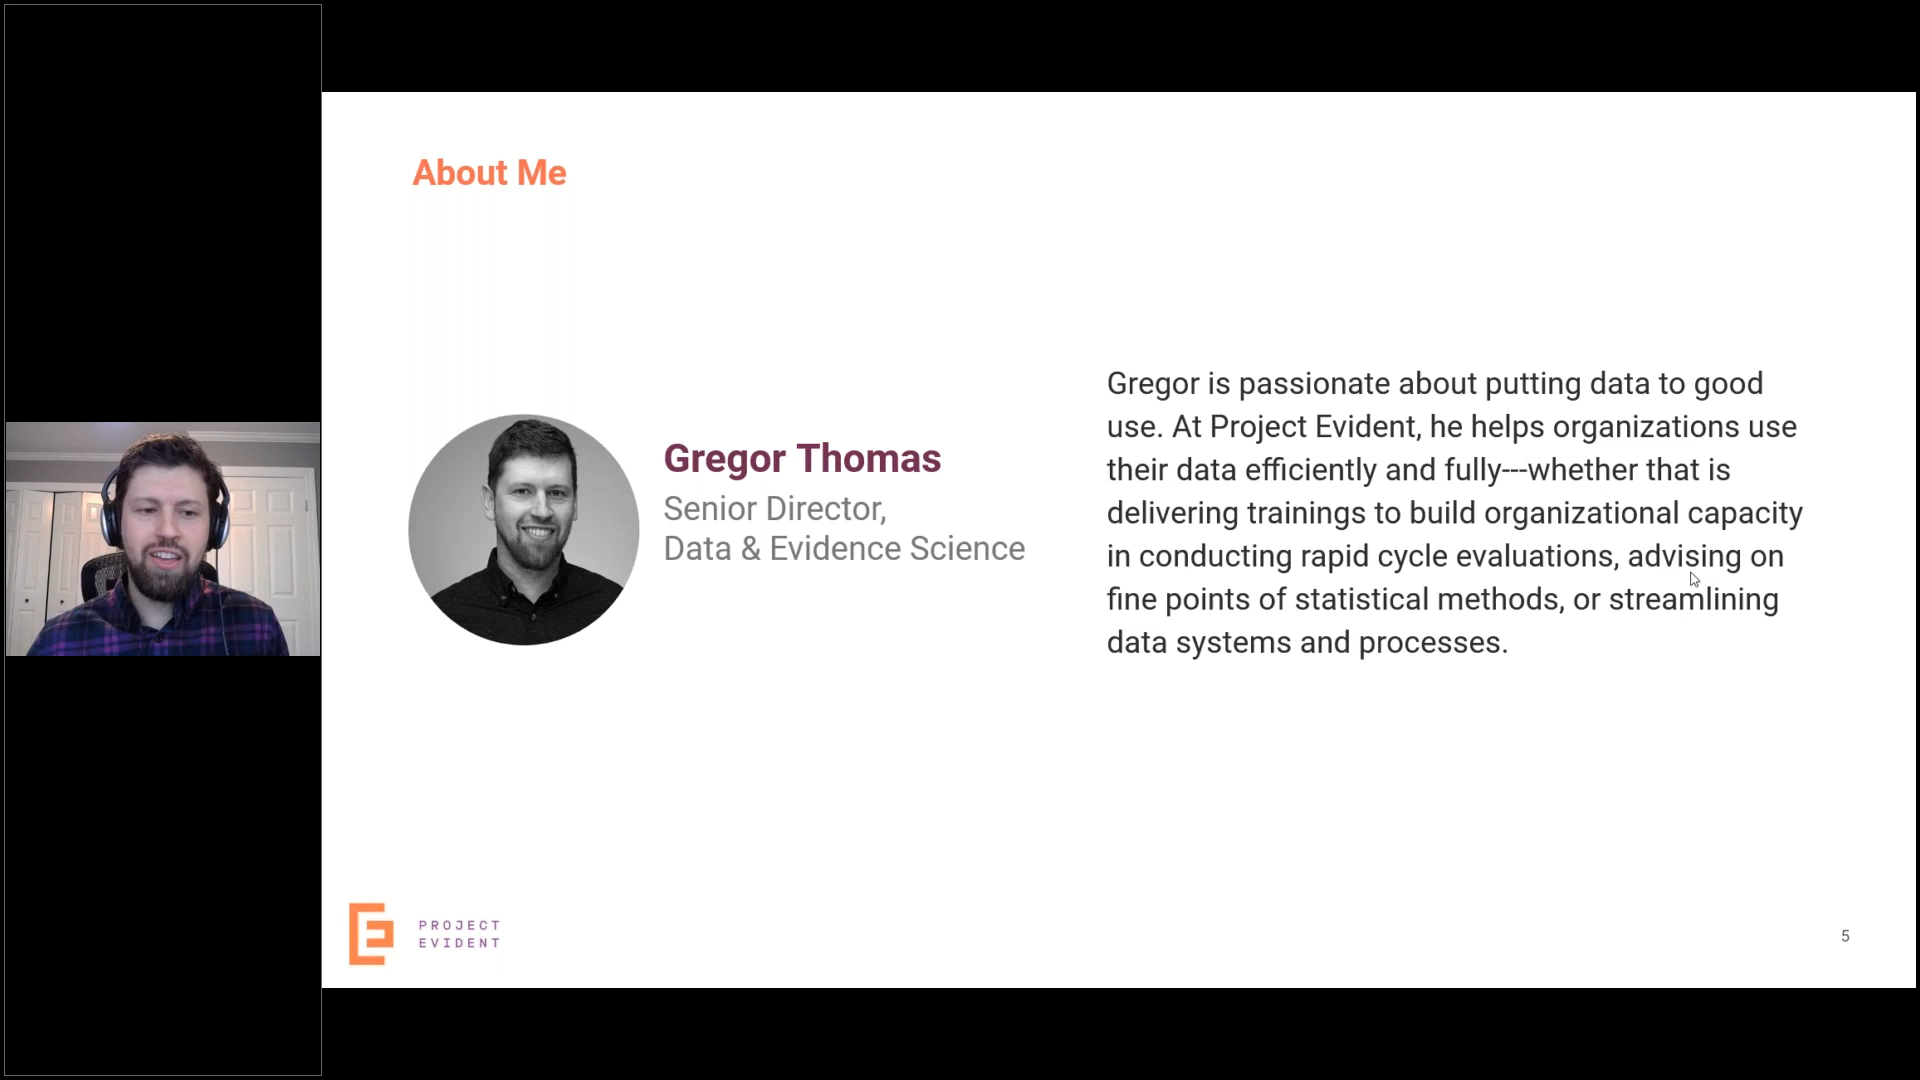 About Me
Gregor Thomas
Senior Director,
Data & Evidence Science
Gregor is passionate about putting data to good
use. At Project Evident, he helps organizations use
their data efficiently and fully---whether that is
delivering trainings to build organizational capacity
in conducting rapid cycle evaluations, advising on
fine points of statistical methods, or streamlining
data systems and processes.
PROJECT
EVIDENT
5